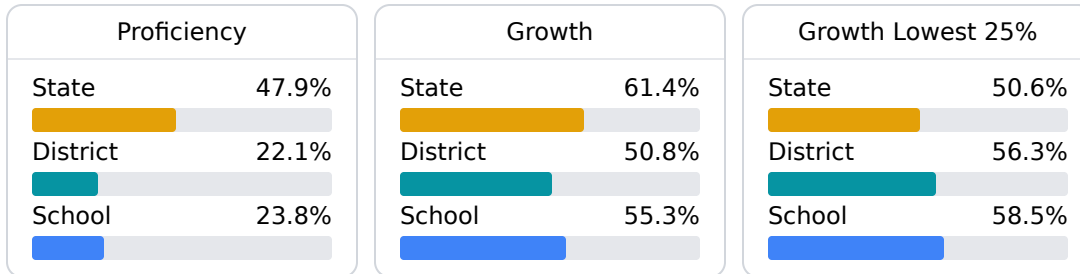 Proficiency
State 47.9%
District 22.1%
School 23.8%
Growth
State 61.4%
District 50.8%
School 55.3%
Growth Lowest 25%
State 50.6%
District 56.3%
School 58.5%